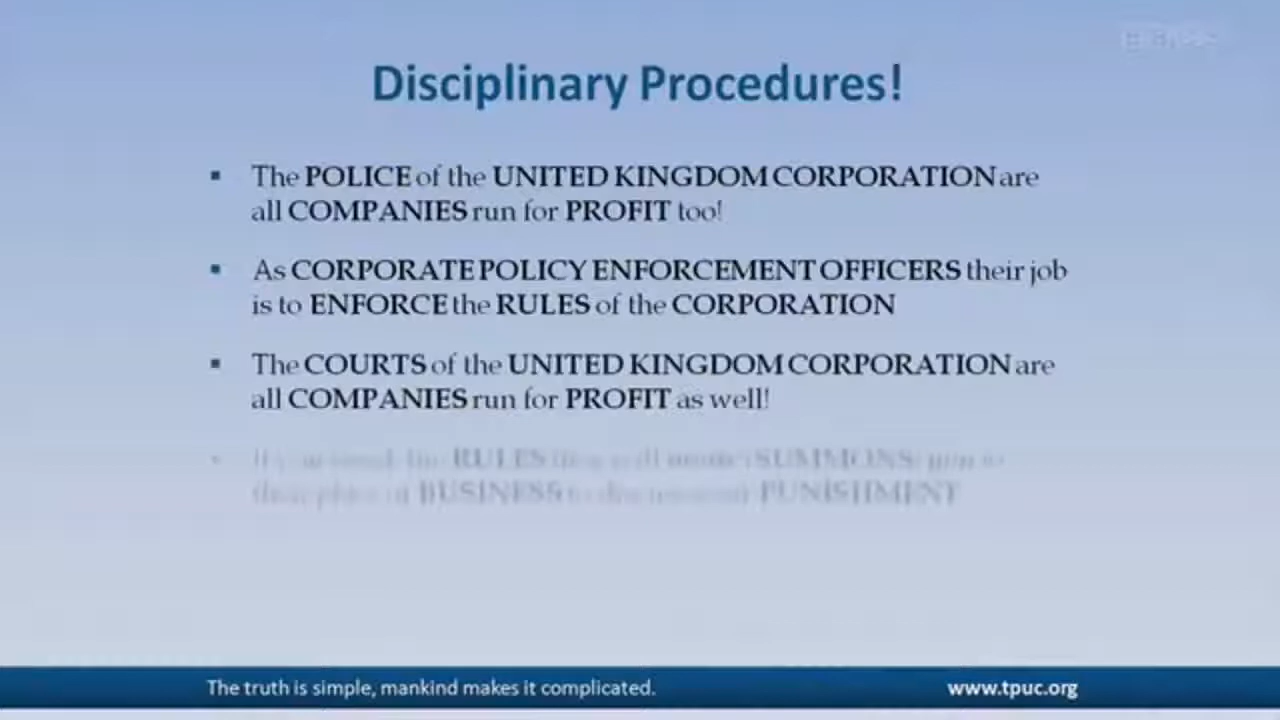 Disciplinary Procedures!
▪ The POLICE of the UNITED KINGDOM CORPORATION are
all COMPANIES run for PROFIT too!
▪ As CORPORATE POLICY ENFORCEMENT OFFICERS their job
is to ENFORCE the RULES of the CORPORATION
▪ The COURTS of the UNITED KINGDOM CORPORATION are
all COMPANIES run for PROFIT as well!
RULES SUMMONS
BUSINESS PUNISHMENT
The truth is simple, mankind makes it complicated.
www.tpuc.org